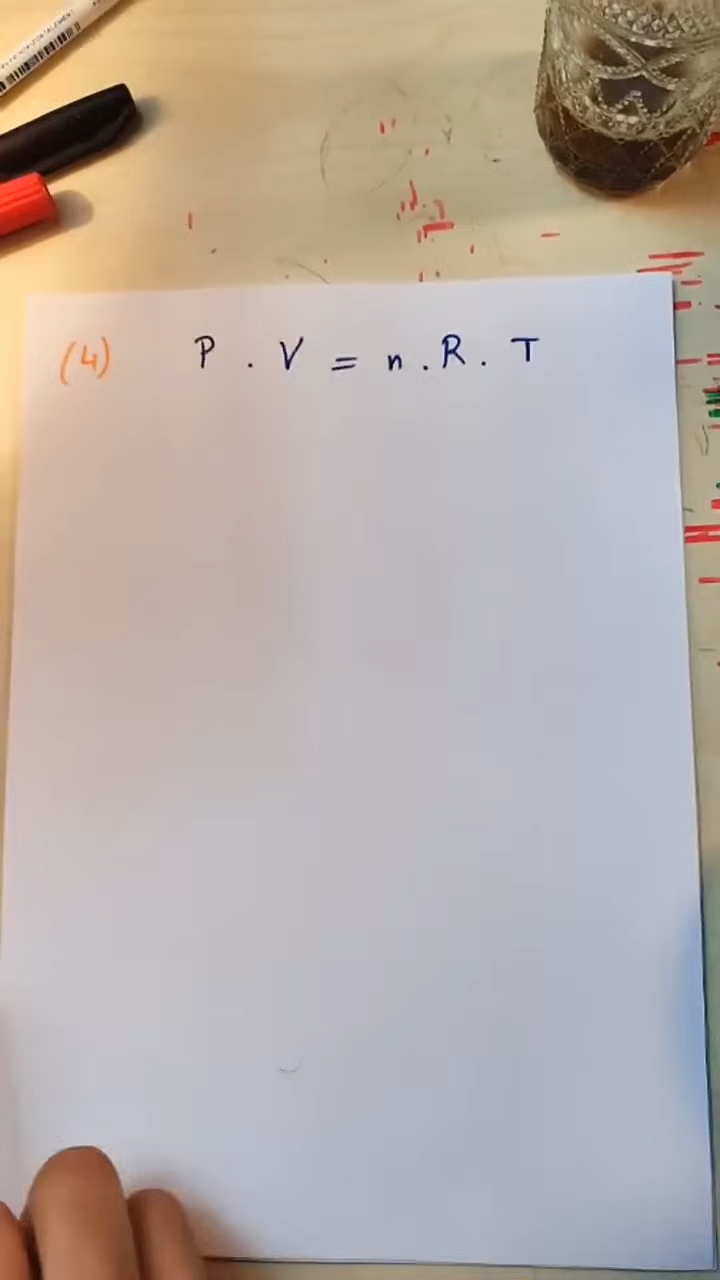 (4) P . V = n . R . T